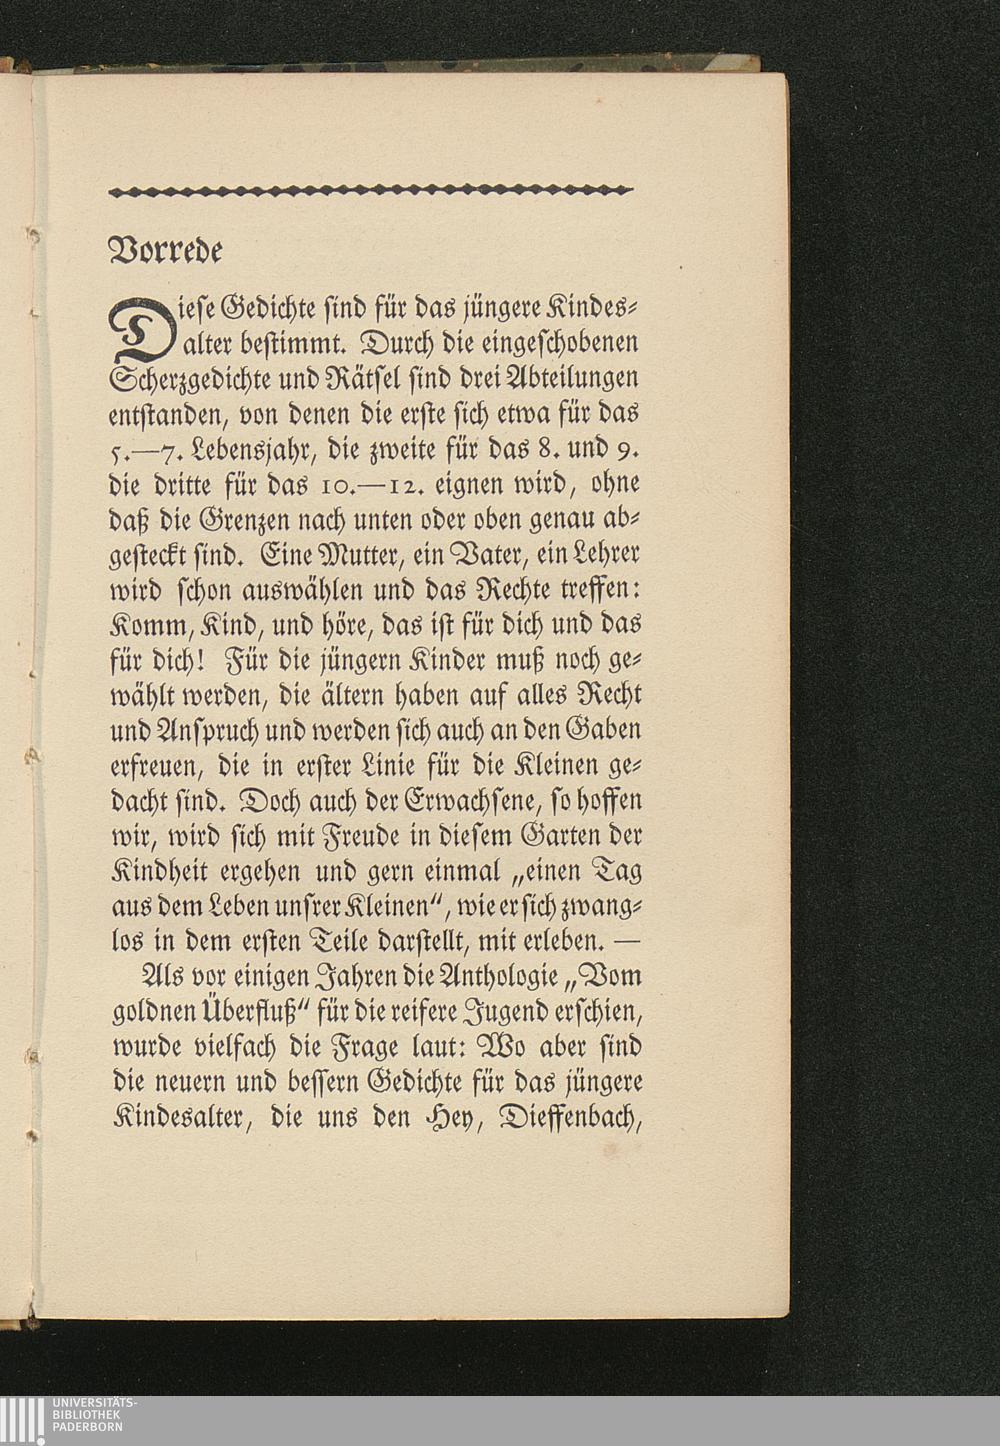 Vorrede
Diese Gedichte sind für das jüngere Kindes-
alter bestimmt. Durch die eingeschobenen
Scherzgedichte und Rätsel sind drei Abteilungen
entstanden, von denen die erste sich etwa für das
5.—7. Lebensjahr, die zweite für das 8. und 9.
die dritte für das 10.—12. eignen wird, ohne
daß die Grenzen nach unten oder oben genau ab-
gesteckt sind. Eine Mutter, ein Vater, ein Lehrer
wird schon auswählen und das Rechte treffen:
Komm, Kind, und höre, das ist für dich und das
für dich! Für die jüngern Kinder muß noch ge-
wählt werden, die ältern haben auf alles Recht
und Anspruch und werden sich auch an den Gaben
erfreuen, die in erster Linie für die Kleinen ge-
dacht sind. Doch auch der Erwachsene, so hoffen
wir, wird sich mit Freude in diesem Garten der
Kindheit ergehen und gern einmal „einen Tag
aus dem Leben unsrer Kleinen“, wie er sich zwang-
los in dem ersten Teile darstellt, mit erleben. —
Als vor einigen Jahren die Anthologie „Vom
goldnen Überfluß“ für die reifere Jugend erschien,
wurde vielfach die Frage laut: Wo aber sind
die neuern und bessern Gedichte für das jüngere
Kindesalter, die uns den Hey, Dieffenbach,
UNIVERSITÄTS-
BIBLIOTHEK
PADERBORN